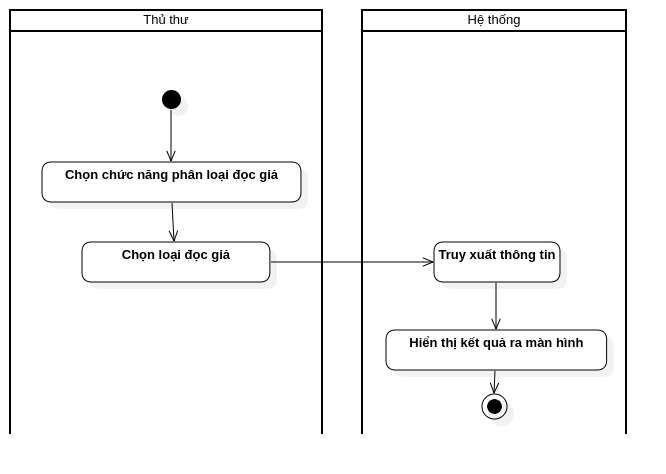 Thủ thư
Hệ thống
Chọn chức năng phân loại đọc giả
Chọn loại đọc giả
Truy xuất thông tin
Hiển thị kết quả ra màn hình